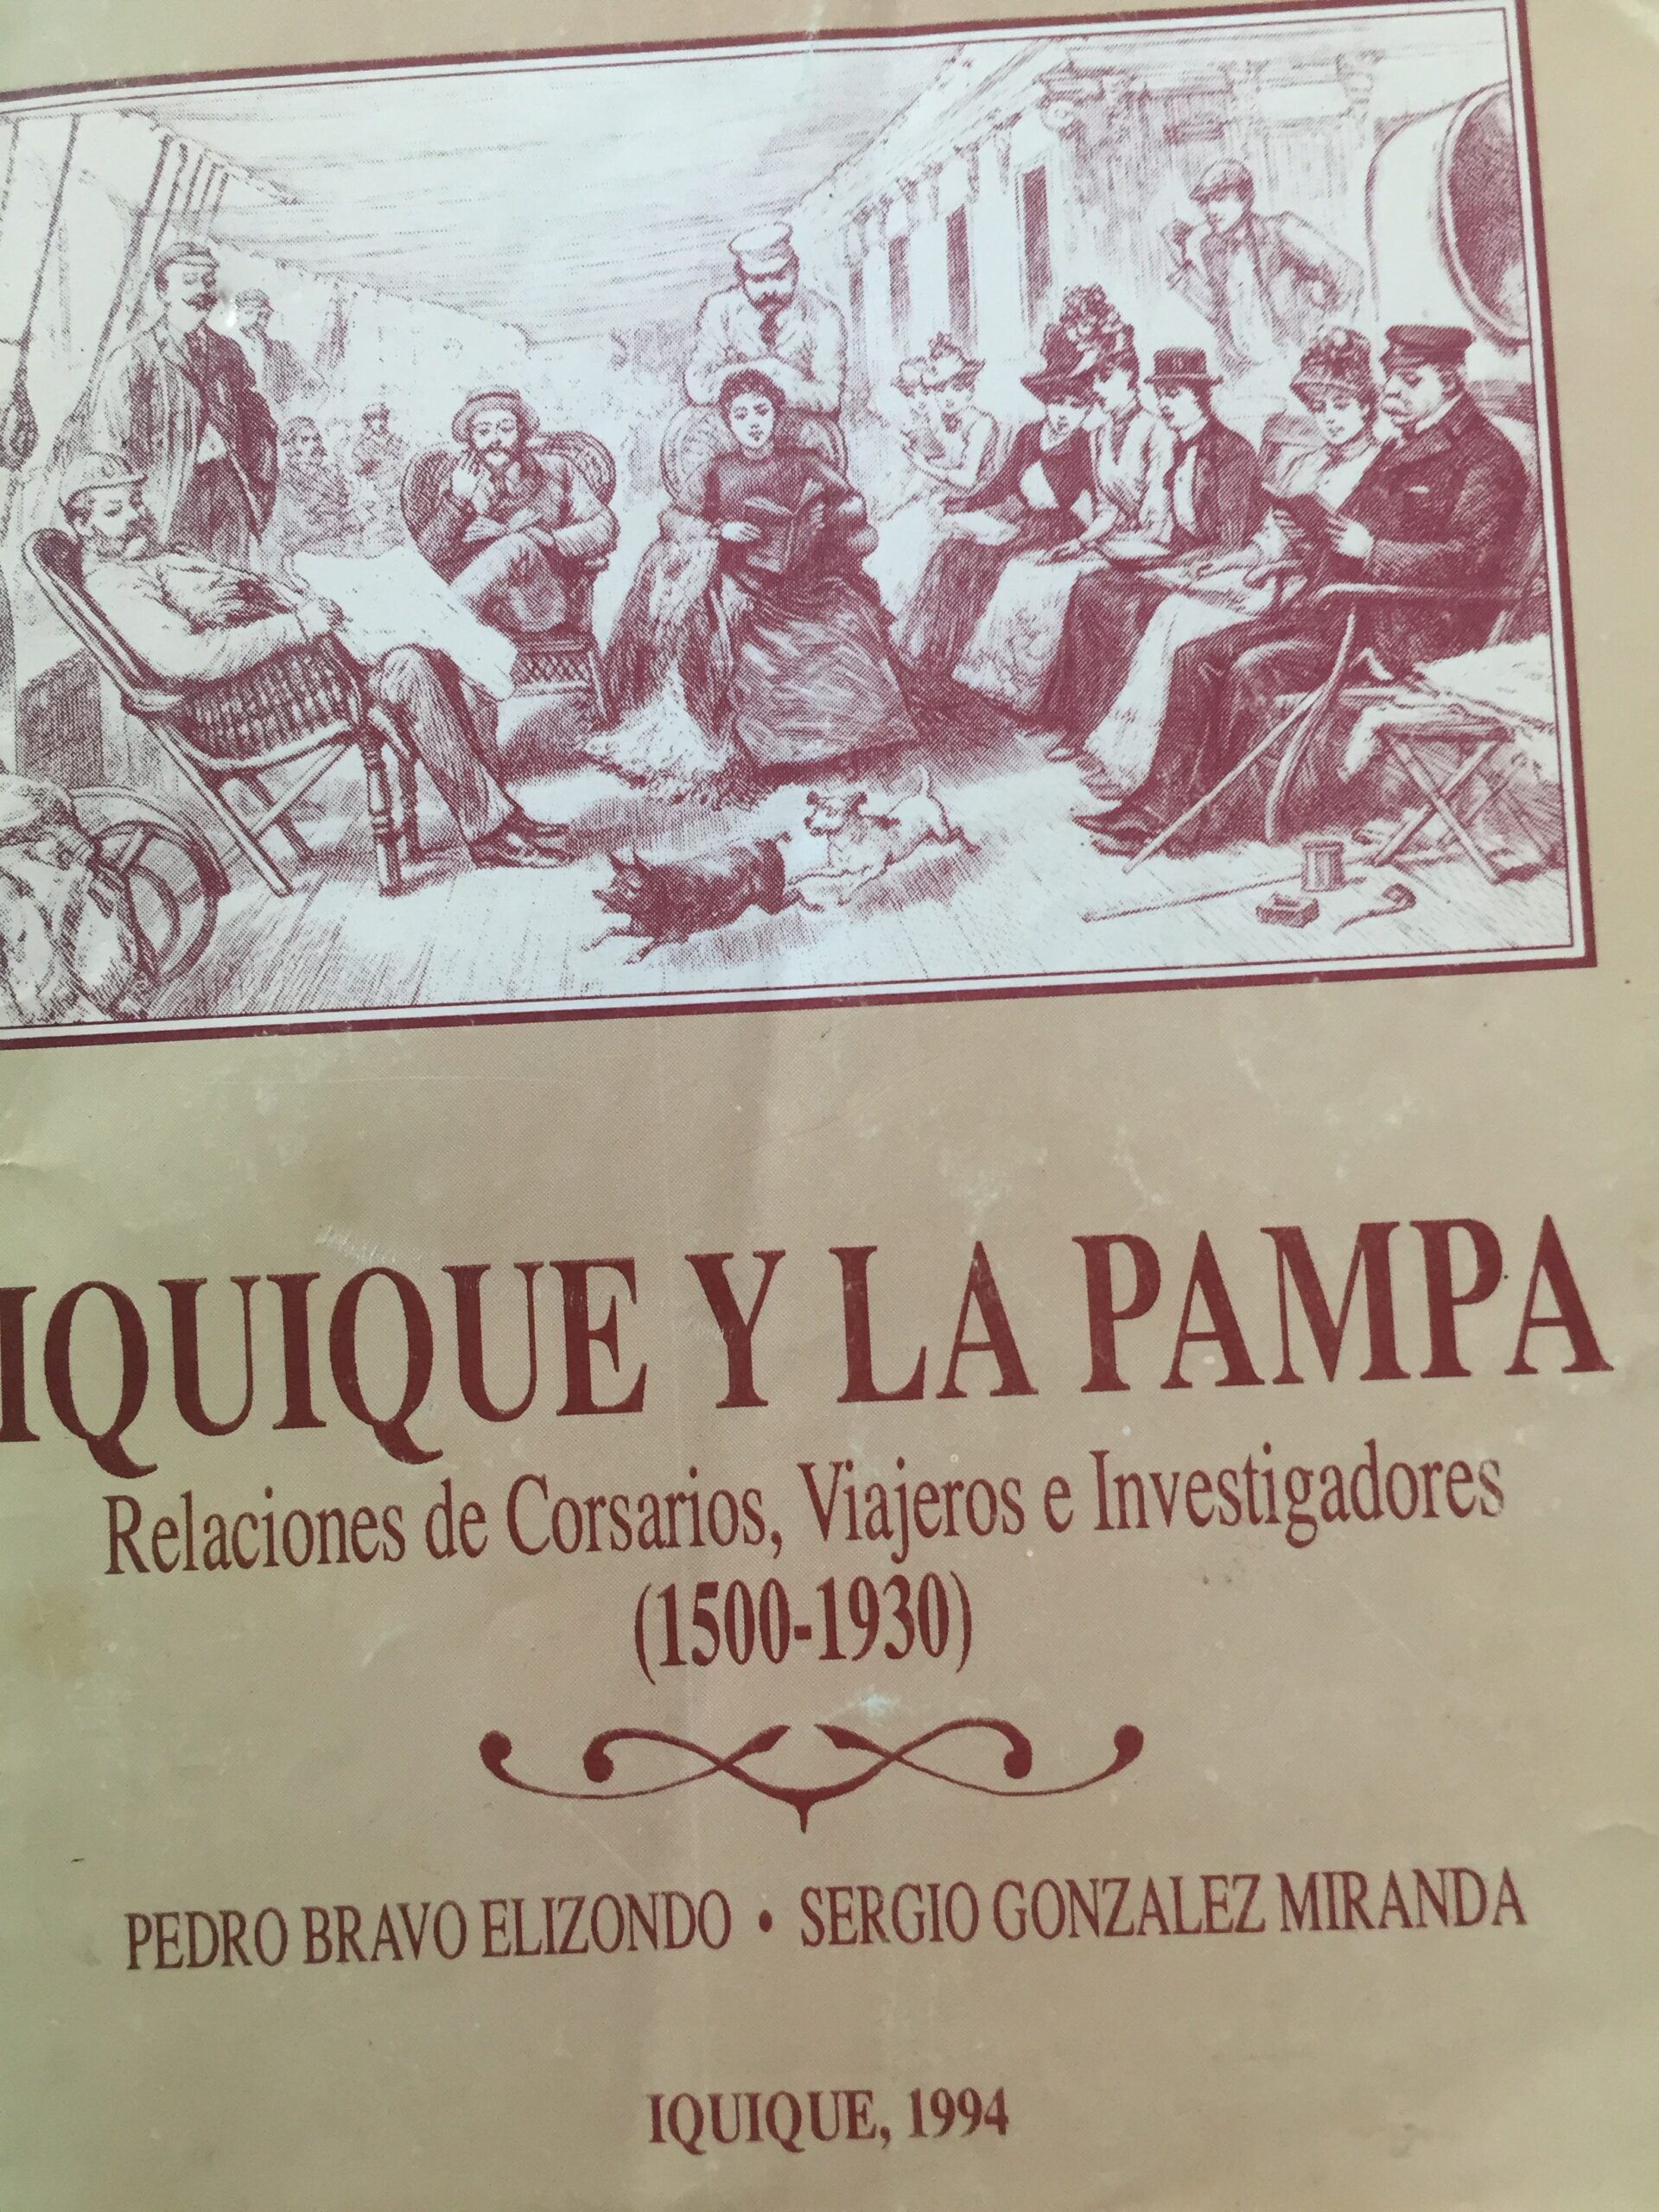 IQUIQUE Y LA PAMPA
Relaciones de Corsarios, Viajeros e Investigadores
(1500-1930)
PEDRO BRAVO ELIZONDO • SERGIO GONZALEZ MIRANDA
IQUIQUE, 1994